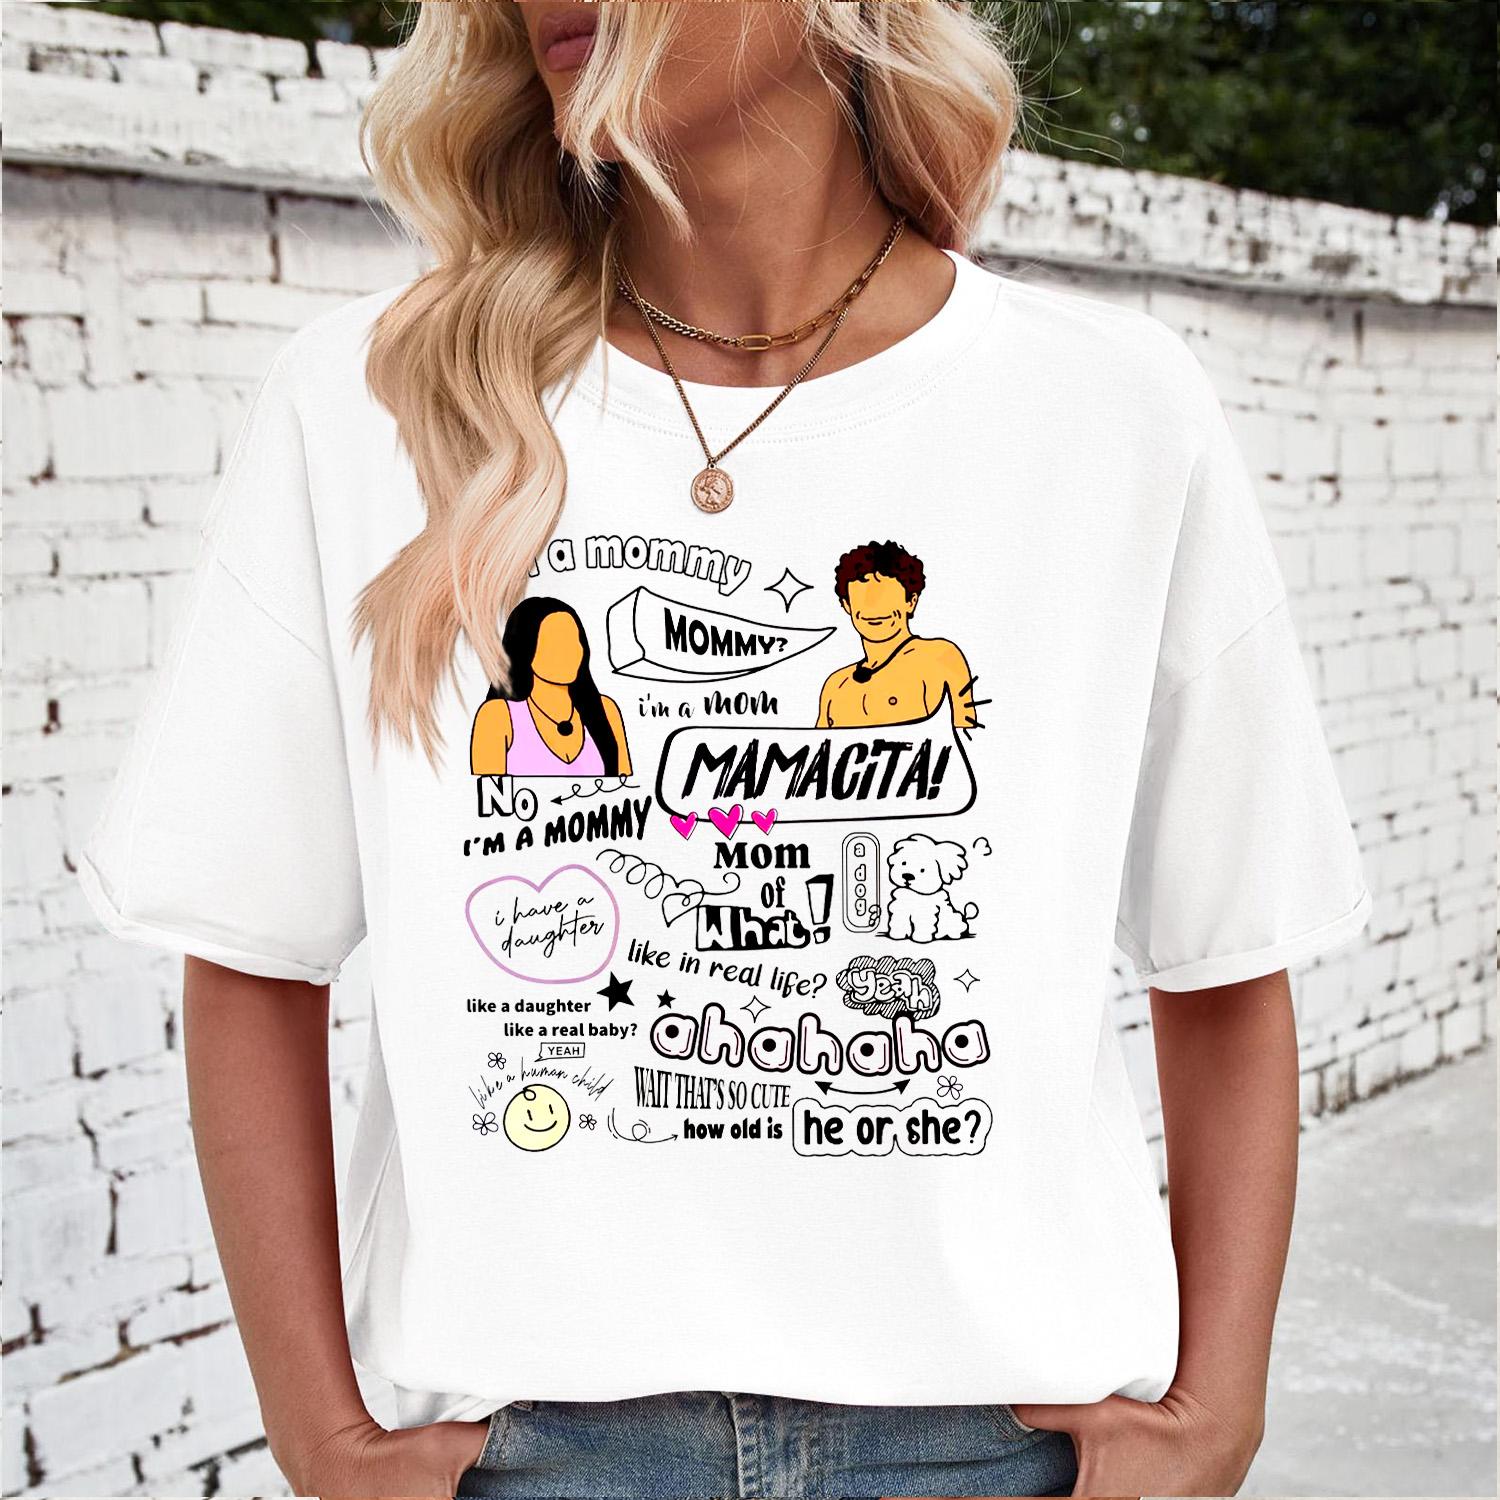 a mommy
MOMMY?
i'm a mom
MAMACITA!
No
I'M A MOMMY
Mom
of
What!
a dog?
i have a
daughter
like in real life?
yeah
like a daughter
like a real baby?
YEAH
ahahaha
like a human child
WAIT THAT'S SO CUTE
how old is he or she?